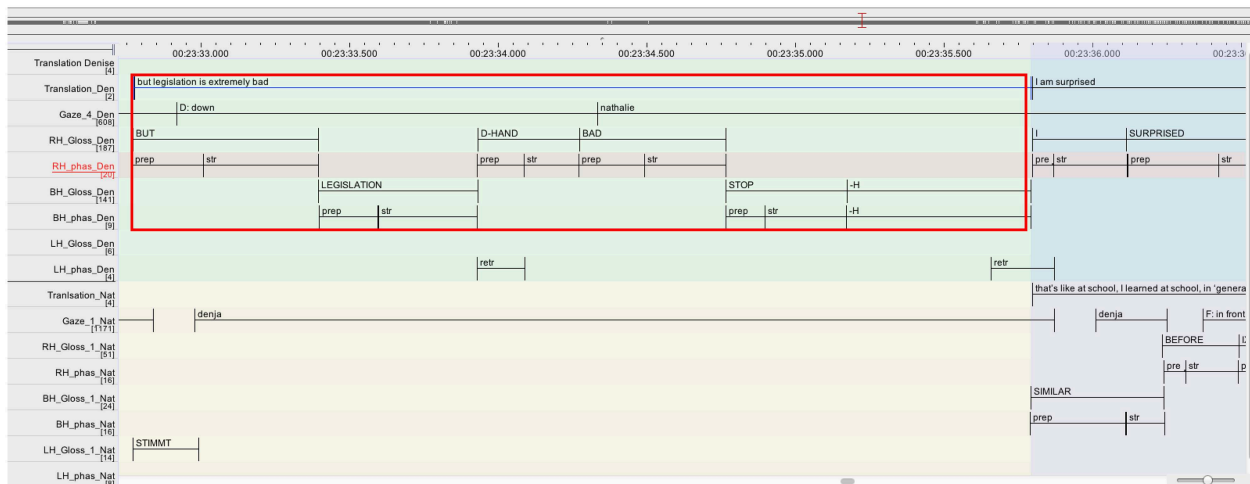 00:23:33.000 00:23:33.500 00:23:34.000 00:23:34.500 00:23:35.000 00:23:35.500 00:23:36.000 00:23:3
Translation Denise
[4]
Translation_Den but legislation is extremely bad I am surprised
[2]
Gaze_4_Den D: down nathalie
[608]
RH_Gloss_Den BUT D-HAND BAD I SURPRISED
[187]
RH_phas_Den prep str prep str prep str pre. str prep str
[20]
BH_Gloss_Den LEGISLATION STOP -H
[141]
BH_phas_Den prep str prep str -H
[9]
LH_Gloss_Den
[6]
LH_phas_Den retr retr
[4]
Tranlsation_Nat that's like at school, I learned at school, in 'genera
[4]
Gaze_1_Nat denja denja F: in front
[1171]
RH_Gloss_1_Nat BEFORE
[51]
RH_phas_Nat pre. str p
[16]
BH_Gloss_1_Nat SIMILAR
[24]
BH_phas_Nat prep str
[16]
LH_Gloss_1_Nat STIMMT
[14]
LH_phas_Nat